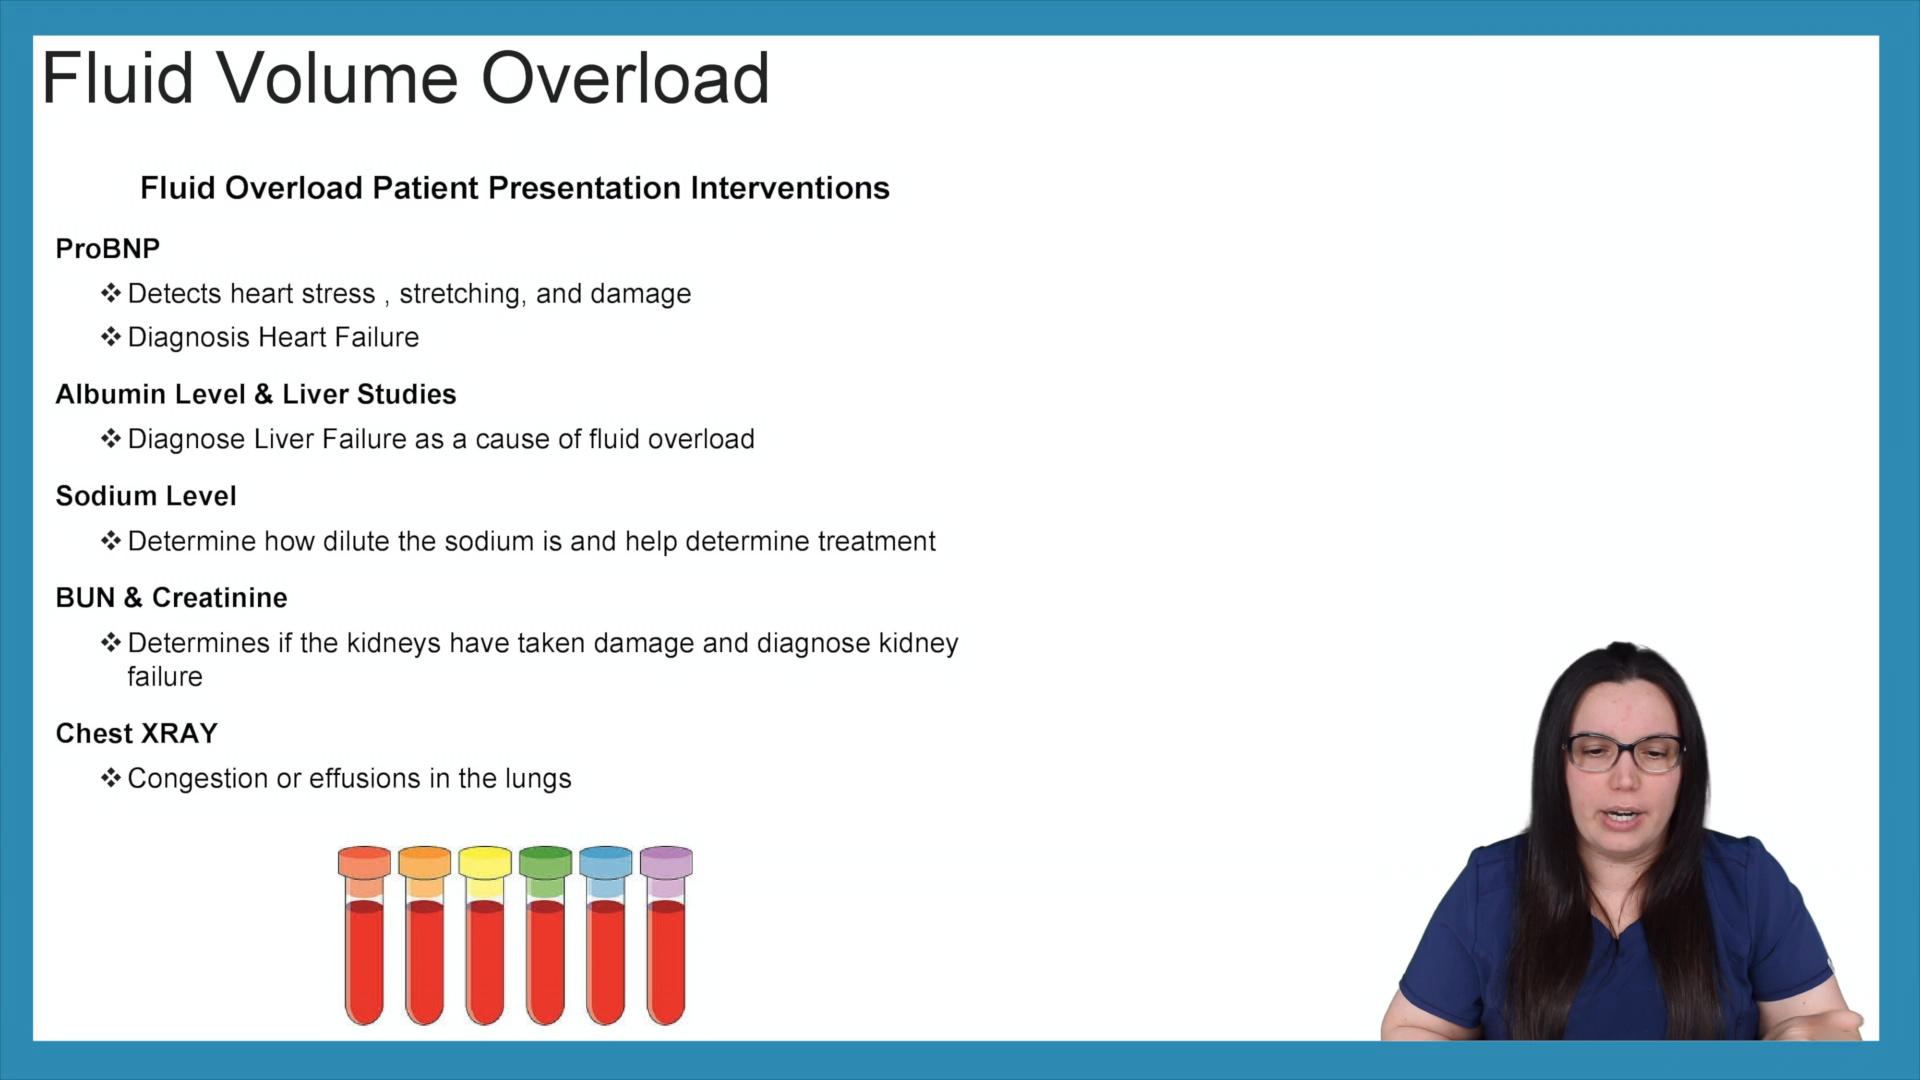 Fluid Volume Overload
Fluid Overload Patient Presentation Interventions
ProBNP
❖ Detects heart stress , stretching, and damage
❖ Diagnosis Heart Failure
Albumin Level & Liver Studies
❖ Diagnose Liver Failure as a cause of fluid overload
Sodium Level
❖ Determine how dilute the sodium is and help determine treatment
BUN & Creatinine
❖ Determines if the kidneys have taken damage and diagnose kidney
failure
Chest XRAY
❖ Congestion or effusions in the lungs